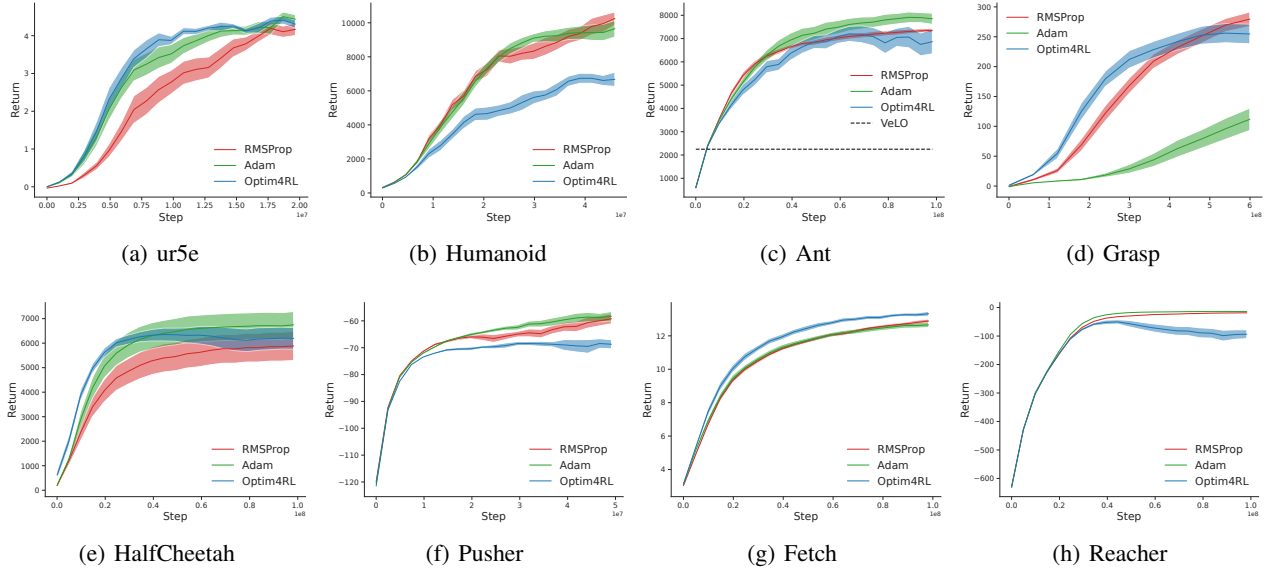 4
3
2
1
0
Return
RMSProp
Adam
Optim4RL
0.00 0.25 0.50 0.75 1.00 1.25 1.50 1.75 2.00
1e7
Step
(a) ur5e
10000
8000
6000
4000
2000
0
Return
RMSProp
Adam
Optim4RL
0 1 2 3 4
1e7
Step
(b) Humanoid
8000
7000
6000
5000
4000
3000
2000
1000
Return
RMSProp
Adam
Optim4RL
VeLO
0.0 0.2 0.4 0.6 0.8 1.0
1e8
Step
(c) Ant
300
250
200
150
100
50
0
Return
RMSProp
Adam
Optim4RL
0 1 2 3 4 5 6
1e8
Step
(d) Grasp
7000
6000
5000
4000
3000
2000
1000
0
Return
RMSProp
Adam
Optim4RL
0.0 0.2 0.4 0.6 0.8 1.0
1e8
Step
(e) HalfCheetah
−60
−70
−80
−90
−100
−110
−120
Return
RMSProp
Adam
Optim4RL
0 1 2 3 4 5
1e7
Step
(f) Pusher
12
10
8
6
4
Return
RMSProp
Adam
Optim4RL
0.0 0.2 0.4 0.6 0.8 1.0
1e8
Step
(g) Fetch
0
−100
−200
−300
−400
−500
−600
Return
RMSProp
Adam
Optim4RL
0.0 0.2 0.4 0.6 0.8 1.0
1e8
Step
(h) Reacher